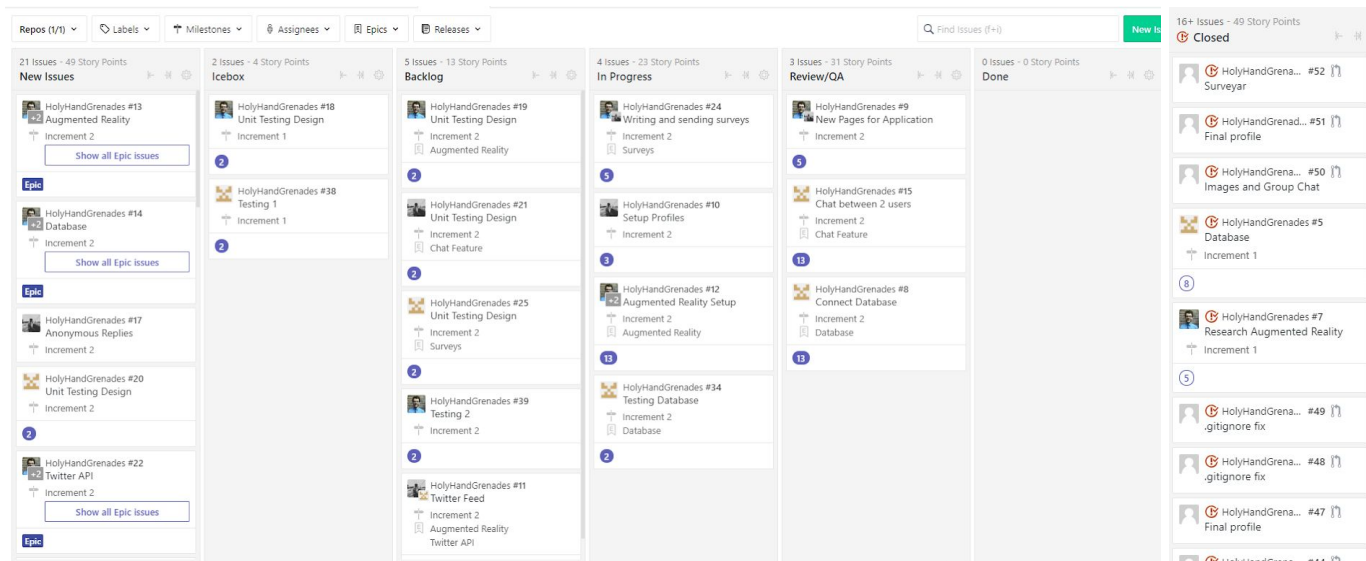 Repos (1/1)
Labels
Milestones
Assignees
Epics
Releases
Find Issues (f+i)
New Is
21 Issues - 49 Story Points
New Issues
HolyHandGrenades #13
+2
Augmented Reality
Increment 2
Show all Epic issues
Epic
HolyHandGrenades #14
+2
Database
Increment 2
Show all Epic issues
Epic
HolyHandGrenades #17
Anonymous Replies
Increment 2
HolyHandGrenades #20
Unit Testing Design
Increment 2
2
HolyHandGrenades #22
+2
Twitter API
Increment 2
Show all Epic issues
Epic
2 Issues - 4 Story Points
Icebox
HolyHandGrenades #18
Unit Testing Design
Increment 1
2
HolyHandGrenades #38
Testing 1
Increment 1
2
5 Issues - 13 Story Points
Backlog
HolyHandGrenades #19
Unit Testing Design
Increment 2
Augmented Reality
2
HolyHandGrenades #21
Unit Testing Design
Increment 2
Chat Feature
2
HolyHandGrenades #25
Unit Testing Design
Increment 2
Surveys
2
HolyHandGrenades #39
Testing 2
Increment 2
2
HolyHandGrenades #11
Twitter Feed
Increment 2
Augmented Reality
Twitter API
4 Issues - 23 Story Points
In Progress
HolyHandGrenades #24
Writing and sending surveys
Increment 2
Surveys
5
HolyHandGrenades #10
Setup Profiles
Increment 2
3
HolyHandGrenades #12
+2
Augmented Reality Setup
Increment 2
Augmented Reality
13
HolyHandGrenades #34
Testing Database
Increment 2
Database
2
3 Issues - 31 Story Points
Review/QA
HolyHandGrenades #9
New Pages for Application
Increment 2
5
HolyHandGrenades #15
Chat between 2 users
Increment 2
Chat Feature
13
HolyHandGrenades #8
Connect Database
Increment 2
Database
13
0 Issues - 0 Story Points
Done
16+ Issues - 49 Story Points
Closed
HolyHandGrena... #52
Surveyar
HolyHandGrenad... #51
Final profile
HolyHandGrena... #50
Images and Group Chat
HolyHandGrenades #5
Database
Increment 1
8
HolyHandGrenades #7
Research Augmented Reality
Increment 1
5
HolyHandGrena... #49
.gitignore fix
HolyHandGrena... #48
.gitignore fix
HolyHandGrena... #47
Final profile